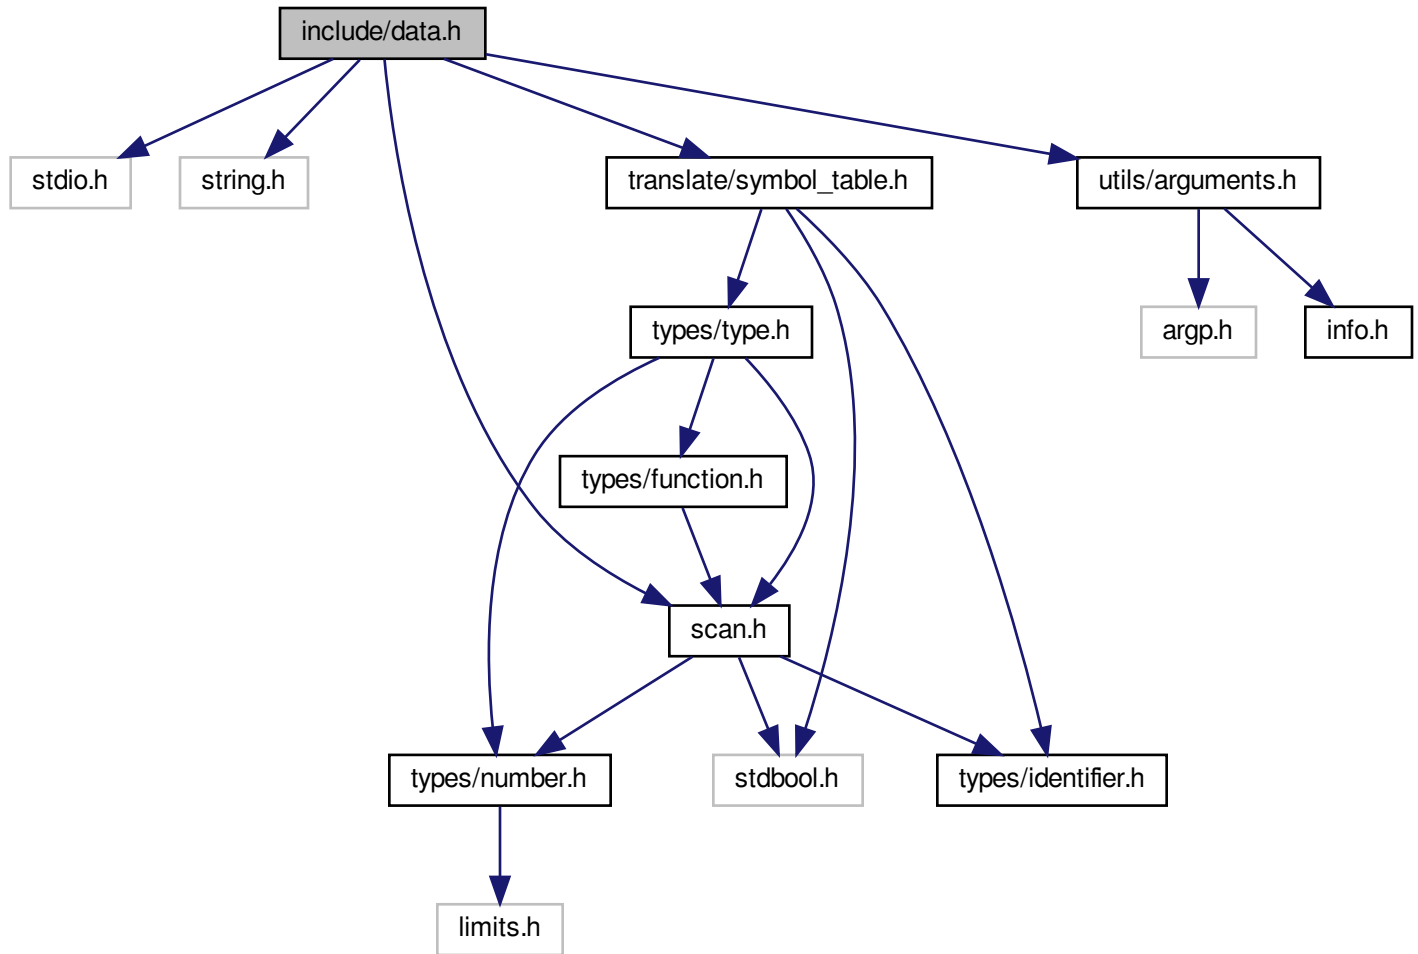 include/data.h
stdio.h
string.h
translate/symbol_table.h
utils/arguments.h
types/type.h
argp.h
info.h
types/function.h
scan.h
types/number.h
stdbool.h
types/identifier.h
limits.h